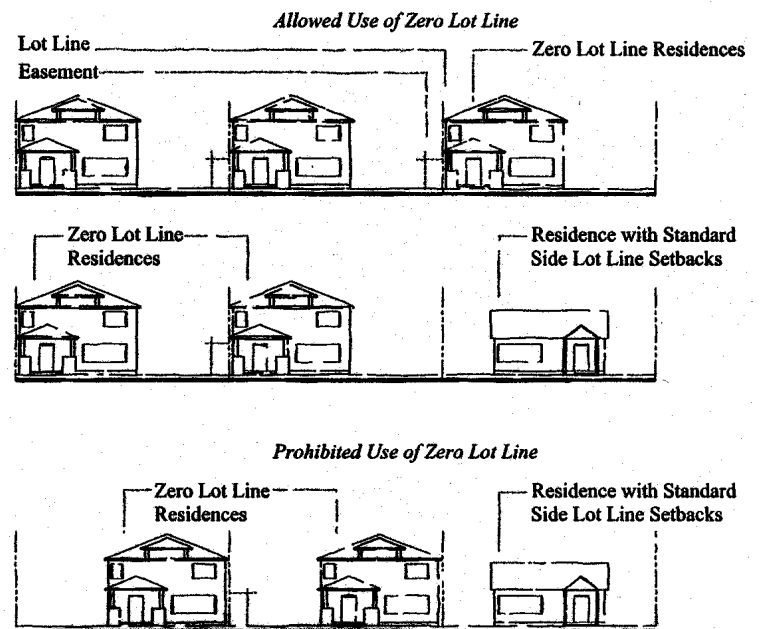 Allowed Use of Zero Lot Line
Lot Line
Zero Lot Line Residences
Easement
Zero Lot Line
Residences
Residence with Standard
Side Lot Line Setbacks
Prohibited Use of Zero Lot Line
Zero Lot Line
Residences
Residence with Standard
Side Lot Line Setbacks